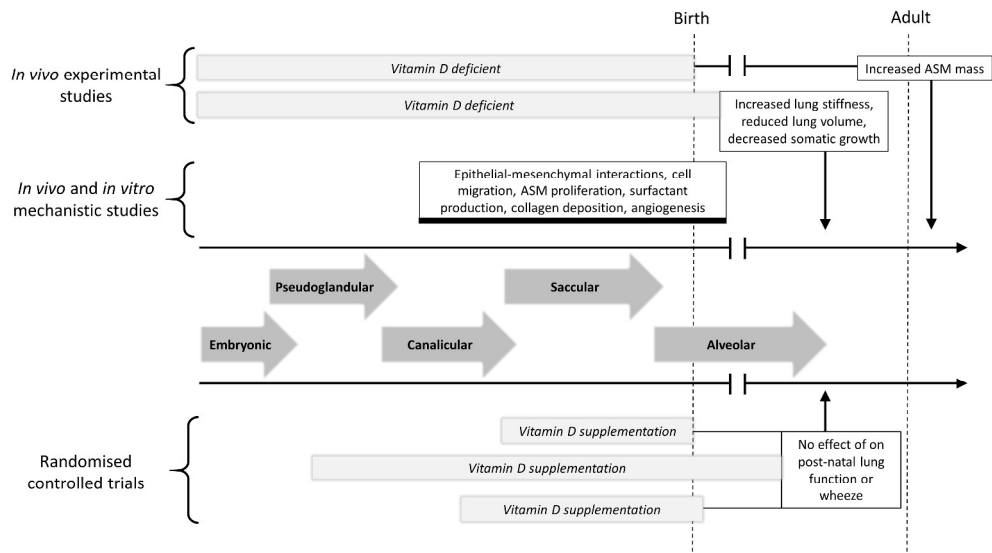 Birth
Adult
In vivo experimental
studies
Vitamin D deficient
Increased ASM mass
Vitamin D deficient
Increased lung stiffness,
reduced lung volume,
decreased somatic growth
In vivo and in vitro
mechanistic studies
Epithelial-mesenchymal interactions, cell
migration, ASM proliferation, surfactant
production, collagen deposition, angiogenesis
Pseudoglandular
Saccular
Embryonic
Canalicular
Alveolar
Randomised
controlled trials
Vitamin D supplementation
Vitamin D supplementation
Vitamin D supplementation
No effect of on
post-natal lung
function or
wheeze